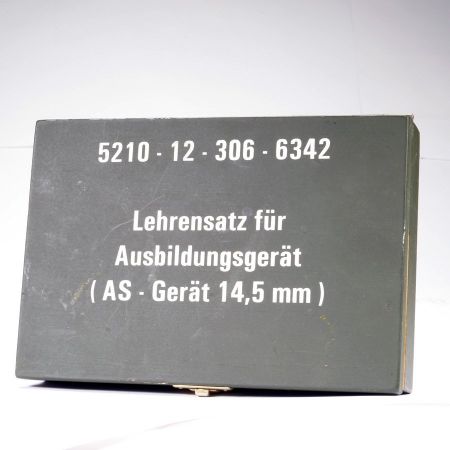 5210 - 12 - 306 - 6342
Lehrensatz für
Ausbildungsgerät
( AS - Gerät 14,5 mm )